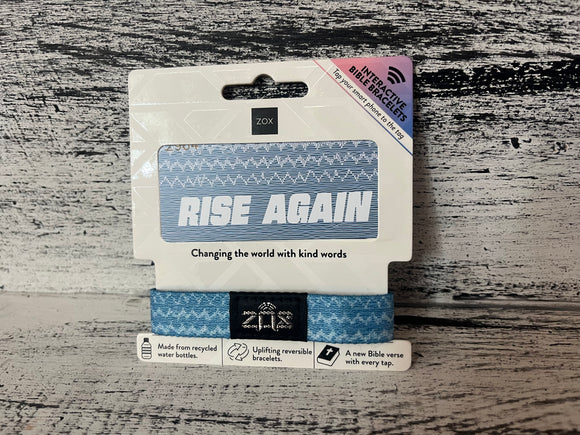 INTERACTIVE
BIBLE BRACELETS
Tap your smart phone to the tag
ZOX
RISE AGAIN
Changing the world with kind words
ZOX
Made from recycled
water bottles.
Uplifting reversible
bracelets.
A new Bible verse
with every tap.